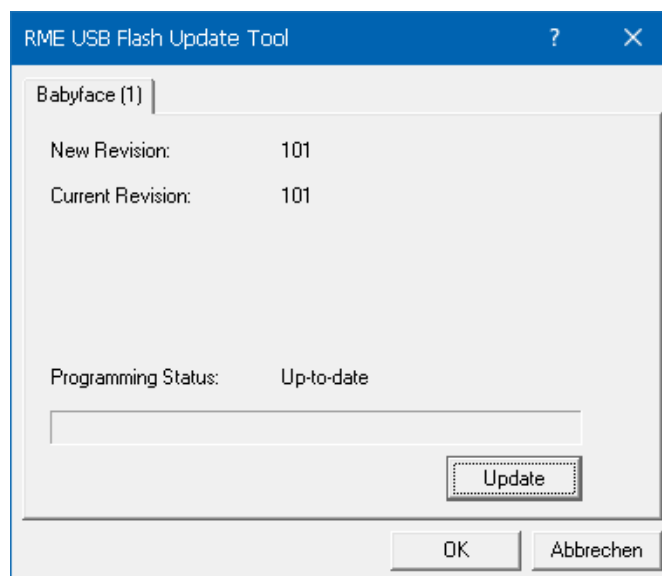 RME USB Flash Update Tool ? ✕
Babyface (1)
New Revision: 101
Current Revision: 101
Programming Status: Up-to-date
Update
OK Abbrechen